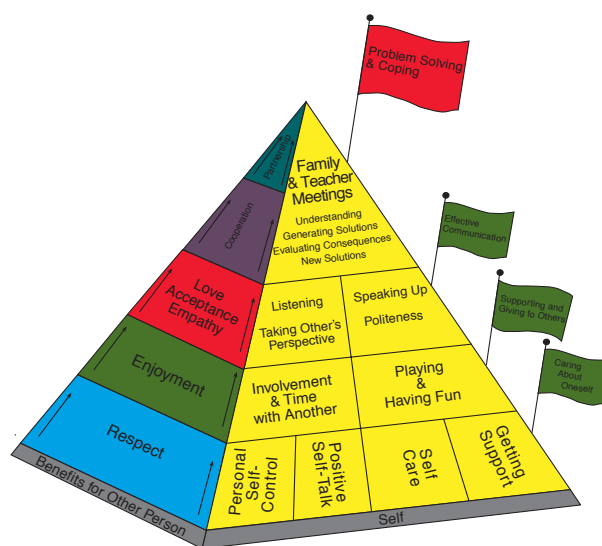 Problem Solving
& Coping
Partnership
Family
& Teacher
Meetings
Understanding
Generating Solutions
Evaluating Consequences
New Solutions
Effective
Communication
Cooperation
Love
Acceptance
Empathy
Listening
Taking Other's
Perspective
Speaking Up
Politeness
Supporting and
Giving to Others
Enjoyment
Involvement
& Time
with Another
Playing
&
Having Fun
Caring
About
Oneself
Respect
Personal
Self-
Control
Positive
Self-Talk
Self
Care
Getting
Support
Benefits for Other Person
Self